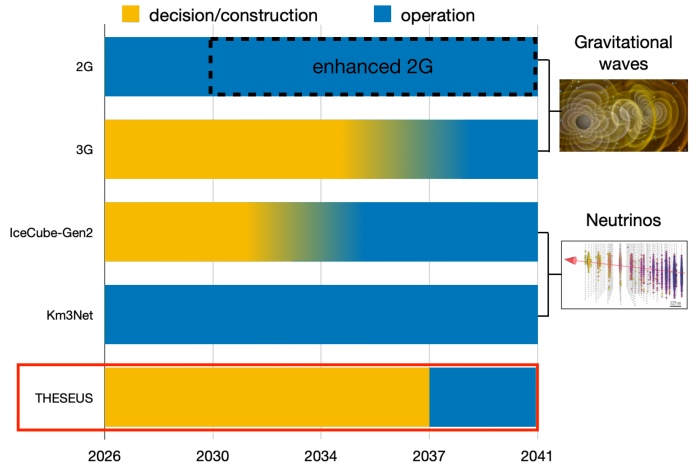 decision/construction
operation
2G
enhanced 2G
Gravitational
waves
3G
IceCube-Gen2
Neutrinos
Km3Net
THESEUS
2026
2030
2034
2037
2041